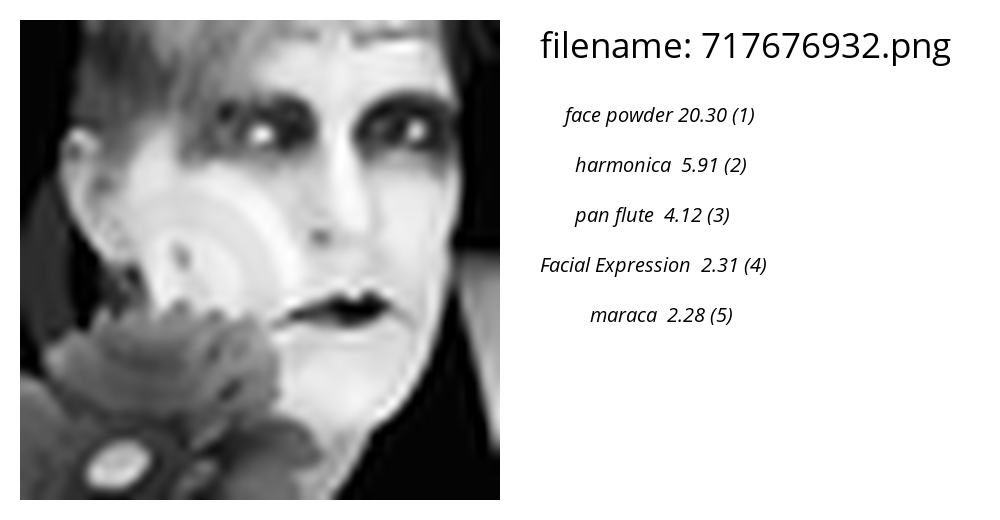 filename: 717676932.png
face powder 20.30 (1)
harmonica 5.91 (2)
pan flute 4.12 (3)
Facial Expression 2.31 (4)
maraca 2.28 (5)